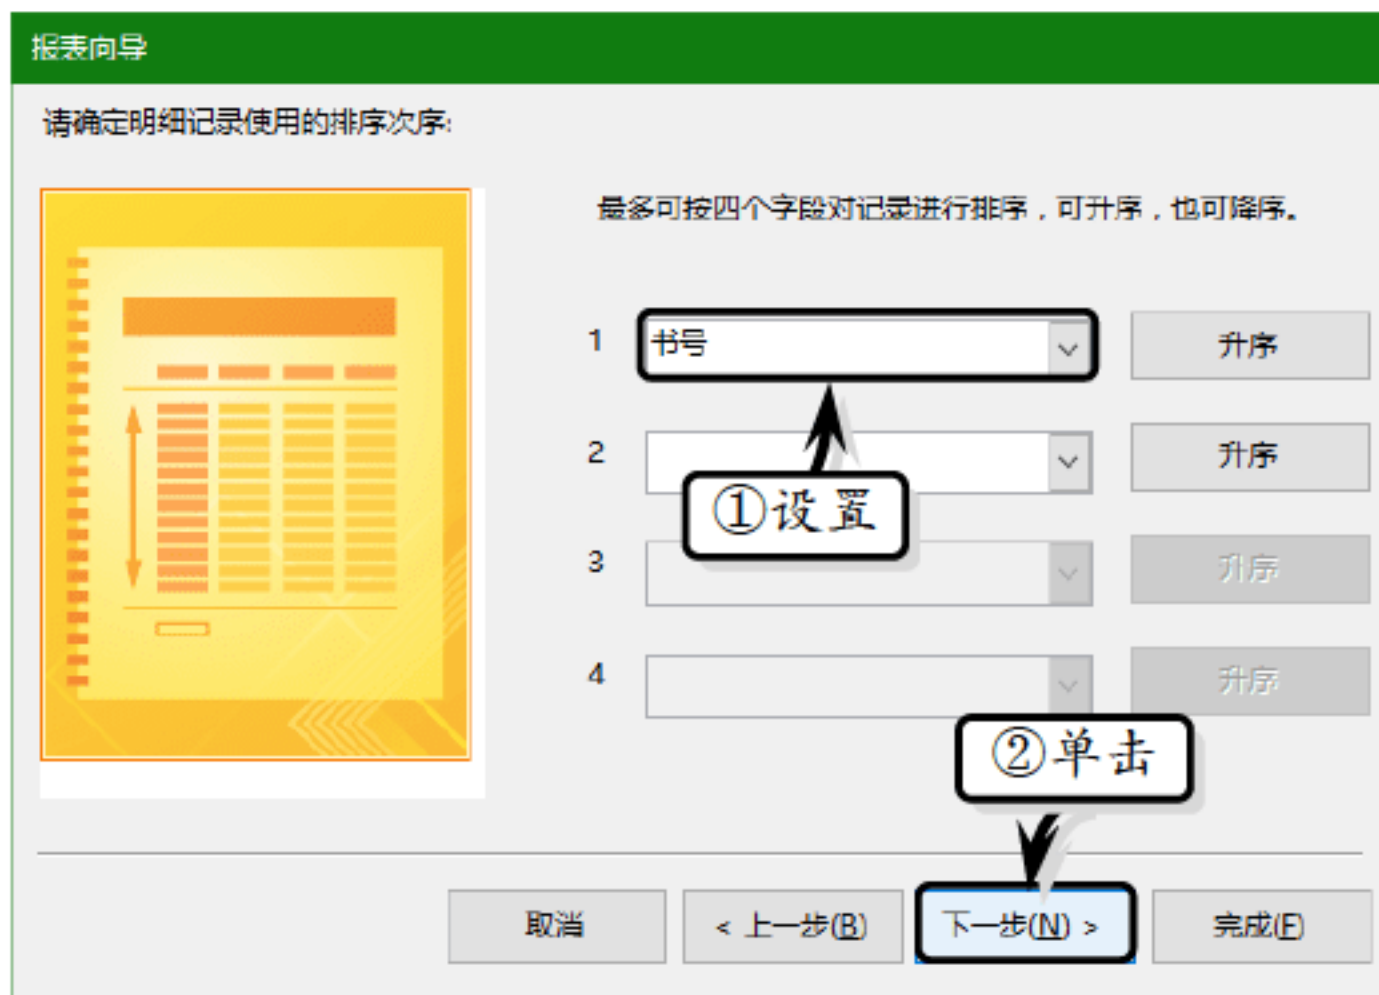 报表向导
请确定明细记录使用的排序次序:
最多可按四个字段对记录进行排序，可升序，也可降序。
1 书号 升序
2 升序
①设置
3 升序
4 升序
②单击
取消 < 上一步(B) 下一步(N) > 完成(F)